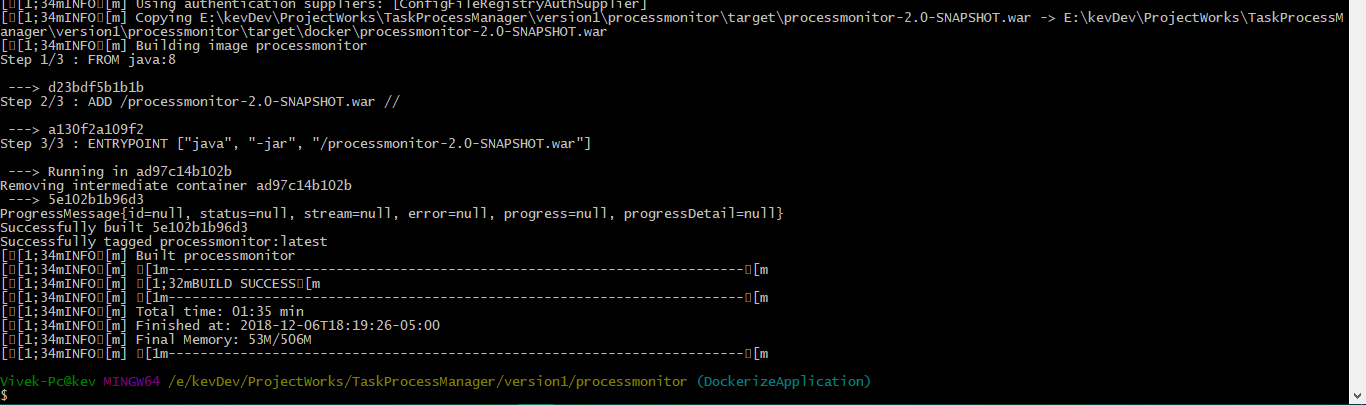 [▯[1;34mINFO▯[m] Using authentication suppliers: [ConfigFileRegistryAuthSupplier]
[▯[1;34mINFO▯[m] Copying E:\kevDev\ProjectWorks\TaskProcessManager\version1\processmonitor\target\processmonitor-2.0-SNAPSHOT.war -> E:\kevDev\ProjectWorks\TaskProcessM
anager\version1\processmonitor\target\docker\processmonitor-2.0-SNAPSHOT.war
[▯[1;34mINFO▯[m] Building image processmonitor
Step 1/3 : FROM java:8
 ---> d23bdf5b1b1b
Step 2/3 : ADD /processmonitor-2.0-SNAPSHOT.war //
 ---> a130f2a109f2
Step 3/3 : ENTRYPOINT ["java", "-jar", "/processmonitor-2.0-SNAPSHOT.war"]
 ---> Running in ad97c14b102b
Removing intermediate container ad97c14b102b
 ---> 5e102b1b96d3
ProgressMessage{id=null, status=null, stream=null, error=null, progress=null, progressDetail=null}
Successfully built 5e102b1b96d3
Successfully tagged processmonitor:latest
[▯[1;34mINFO▯[m] Built processmonitor
[▯[1;34mINFO▯[m] ▯[1m------------------------------------------------------------------------▯[m
[▯[1;34mINFO▯[m] ▯[1;32mBUILD SUCCESS▯[m
[▯[1;34mINFO▯[m] ▯[1m------------------------------------------------------------------------▯[m
[▯[1;34mINFO▯[m] Total time: 01:35 min
[▯[1;34mINFO▯[m] Finished at: 2018-12-06T18:19:26-05:00
[▯[1;34mINFO▯[m] Final Memory: 53M/506M
[▯[1;34mINFO▯[m] ▯[1m------------------------------------------------------------------------▯[m
Vivek-Pc@kev MINGW64 /e/kevDev/ProjectWorks/TaskProcessManager/version1/processmonitor (DockerizeApplication)
$